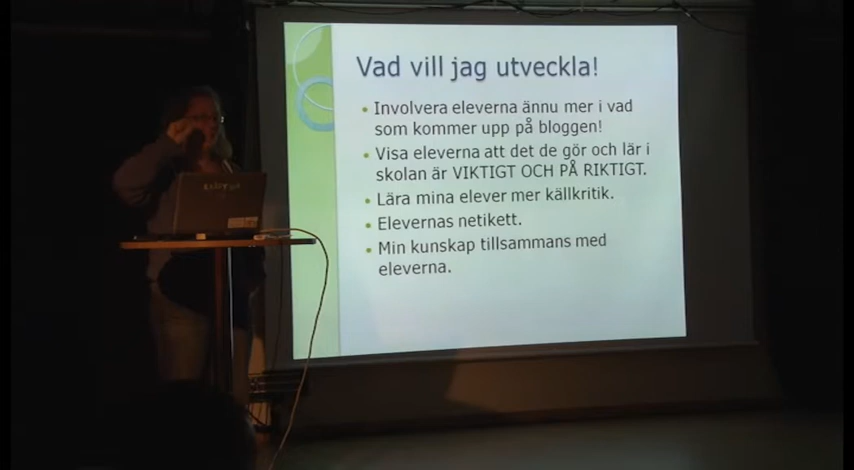 Vad vill jag utveckla!
• Involvera eleverna ännu mer i vad
som kommer upp på bloggen!
• Visa eleverna att det de gör och lär i
skolan är VIKTIGT OCH PÅ RIKTIGT.
• Lära mina elever mer källkritik.
• Elevernas netikett.
• Min kunskap tillsammans med
eleverna.